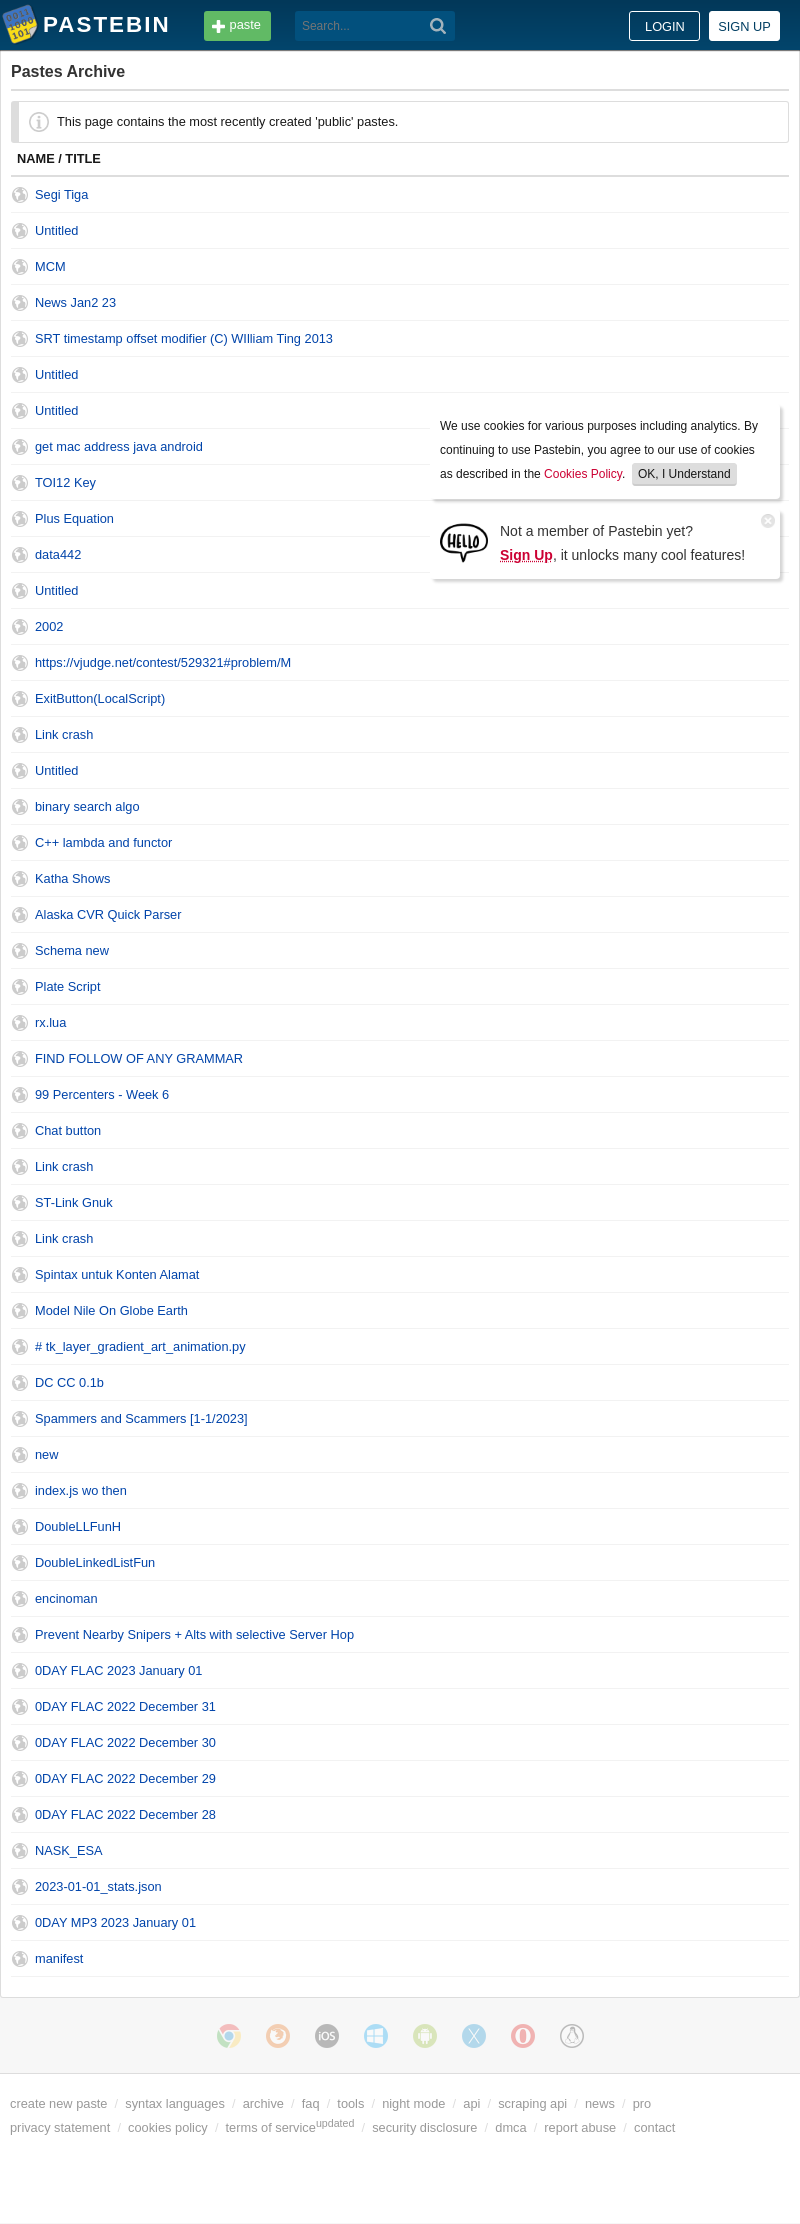 PASTEBIN
paste
Search...
LOGIN
SIGN UP
Pastes Archive
This page contains the most recently created 'public' pastes.
NAME / TITLE
Segi Tiga
Untitled
MCM
News Jan2 23
SRT timestamp offset modifier (C) WIlliam Ting 2013
Untitled
Untitled
get mac address java android
TOI12 Key
Plus Equation
data442
Untitled
2002
https://vjudge.net/contest/529321#problem/M
ExitButton(LocalScript)
Link crash
Untitled
binary search algo
C++ lambda and functor
Katha Shows
Alaska CVR Quick Parser
Schema new
Plate Script
rx.lua
FIND FOLLOW OF ANY GRAMMAR
99 Percenters - Week 6
Chat button
Link crash
ST-Link Gnuk
Link crash
Spintax untuk Konten Alamat
Model Nile On Globe Earth
# tk_layer_gradient_art_animation.py
DC CC 0.1b
Spammers and Scammers [1-1/2023]
new
index.js wo then
DoubleLLFunH
DoubleLinkedListFun
encinoman
Prevent Nearby Snipers + Alts with selective Server Hop
0DAY FLAC 2023 January 01
0DAY FLAC 2022 December 31
0DAY FLAC 2022 December 30
0DAY FLAC 2022 December 29
0DAY FLAC 2022 December 28
NASK_ESA
2023-01-01_stats.json
0DAY MP3 2023 January 01
manifest
We use cookies for various purposes including analytics. By
continuing to use Pastebin, you agree to our use of cookies
as described in the Cookies Policy. OK, I Understand
HELLO
Not a member of Pastebin yet?
Sign Up, it unlocks many cool features!
iOS
create new paste / syntax languages / archive / faq / tools / night mode / api / scraping api / news / pro
privacy statement / cookies policy / terms of serviceupdated / security disclosure / dmca / report abuse / contact